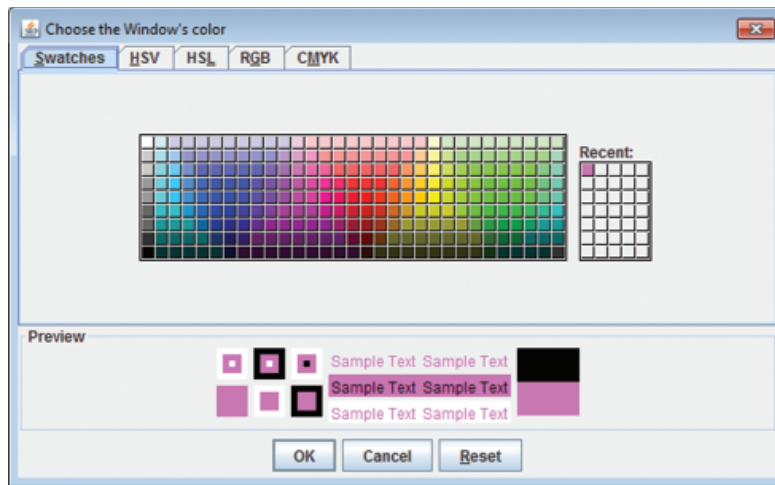 Choose the Window's color
Swatches HSV HSL RGB CMYK
Recent:
Preview
Sample Text Sample Text
Sample Text Sample Text
Sample Text Sample Text
OK Cancel Reset